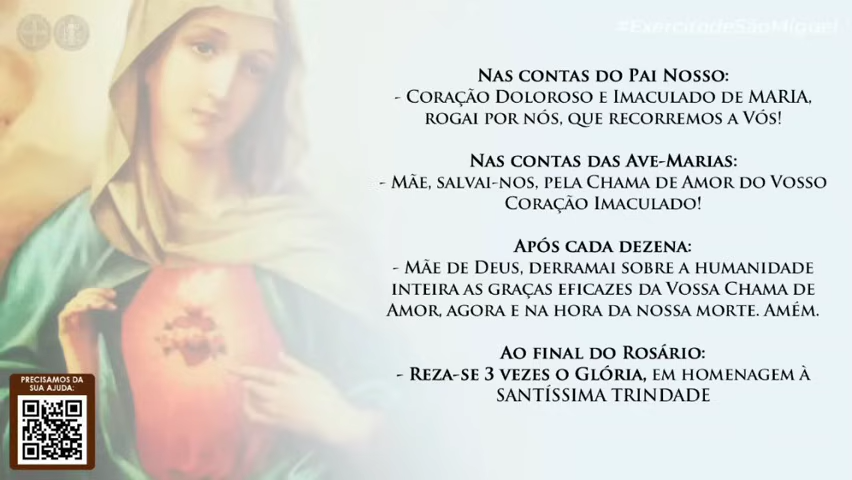 #ExercitodeSãoMiguel
Nas contas do Pai Nosso:
- Coração Doloroso e Imaculado de MARIA,
rogai por nós, que recorremos a Vós!
Nas contas das Ave-Marias:
- Mãe, salvai-nos, pela Chama de Amor do Vosso
Coração Imaculado!
Após cada dezena:
- Mãe de Deus, derramai sobre a humanidade
inteira as graças eficazes da Vossa Chama de
Amor, agora e na hora da nossa morte. Amém.
Ao final do Rosário:
- Reza-se 3 vezes o Glória, em homenagem à
SANTÍSSIMA TRINDADE
PRECISAMOS DA
SUA AJUDA: